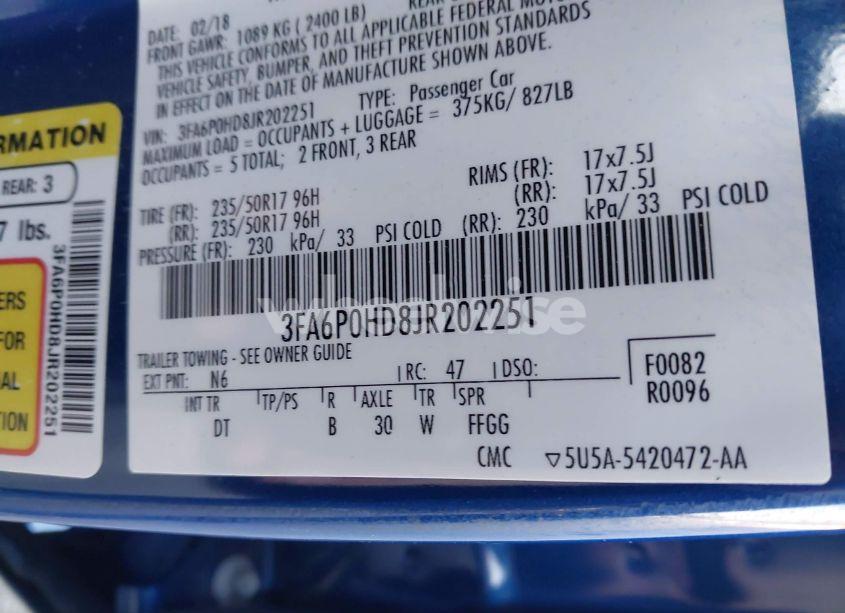 DATE: 02/18
FRONT GAWR: 1089 KG ( 2400 LB)
THIS VEHICLE CONFORMS TO ALL APPLICABLE FEDERAL MOTOR
VEHICLE SAFETY, BUMPER, AND THEFT PREVENTION STANDARDS
IN EFFECT ON THE DATE OF MANUFACTURE SHOWN ABOVE.
VIN: 3FA6P0HD8JR202251 TYPE: Passenger Car
MAXIMUM LOAD = OCCUPANTS + LUGGAGE = 375KG/ 827LB
OCCUPANTS = 5 TOTAL; 2 FRONT, 3 REAR
TIRE (FR): 235/50R17 96H RIMS (FR): 17x7.5J
(RR): 235/50R17 96H (RR): 17x7.5J
PRESSURE (FR): 230 kPa/ 33 PSI COLD (RR): 230 kPa/ 33 PSI COLD
3FA6P0HD8JR202251
TRAILER TOWING - SEE OWNER GUIDE
EXT PNT: N6 RC: 47 DSO: F0082
R0096
INT TR TP/PS R AXLE TR SPR
DT B 30 W FFGG
CMC ▽5U5A-5420472-AA
RMATION
REAR: 3
7 lbs.
3FA6P0HD8JR202251
ERS
FOR
AL
TION